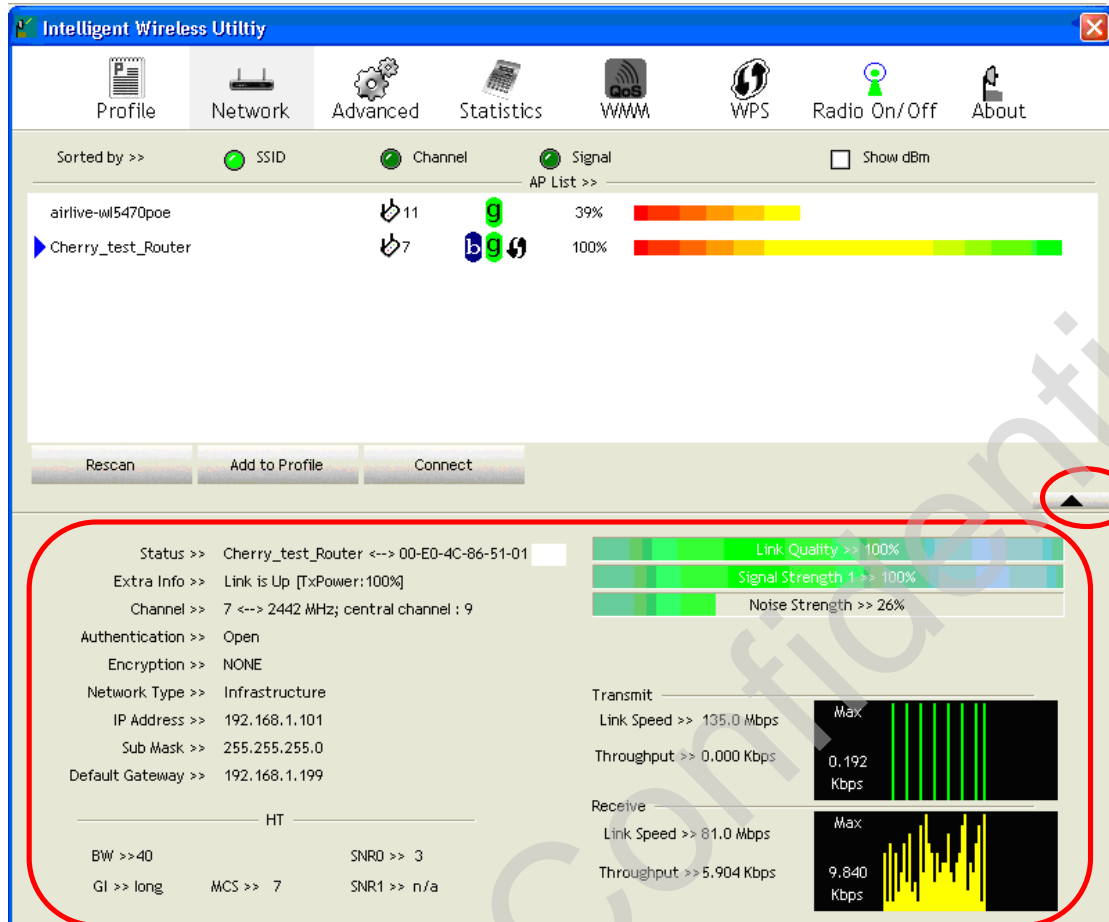 Intelligent Wireless Utiltiy
Profile Network Advanced Statistics QoS WMM WPS Radio On/Off About
Sorted by >> SSID Channel Signal Show dBm
AP List >>
airlive-wl5470poe 11 g 39%
Cherry_test_Router 7 b g 100%
Rescan Add to Profile Connect
Status >> Cherry_test_Router <--> 00-E0-4C-86-51-01
Extra Info >> Link is Up [TxPower:100%]
Channel >> 7 <--> 2442 MHz; central channel : 9
Authentication >> Open
Encryption >> NONE
Network Type >> Infrastructure
IP Address >> 192.168.1.101
Sub Mask >> 255.255.255.0
Default Gateway >> 192.168.1.199
HT
BW >>40 SNR0 >> 3
GI >> long MCS >> 7 SNR1 >> n/a
Link Quality >> 100%
Signal Strength 1 >> 100%
Noise Strength >> 26%
Transmit
Link Speed >> 135.0 Mbps
Throughput >> 0.000 Kbps
Max
0.192
Kbps
Receive
Link Speed >> 81.0 Mbps
Throughput >> 5.904 Kbps
Max
9.840
Kbps
Confidenti